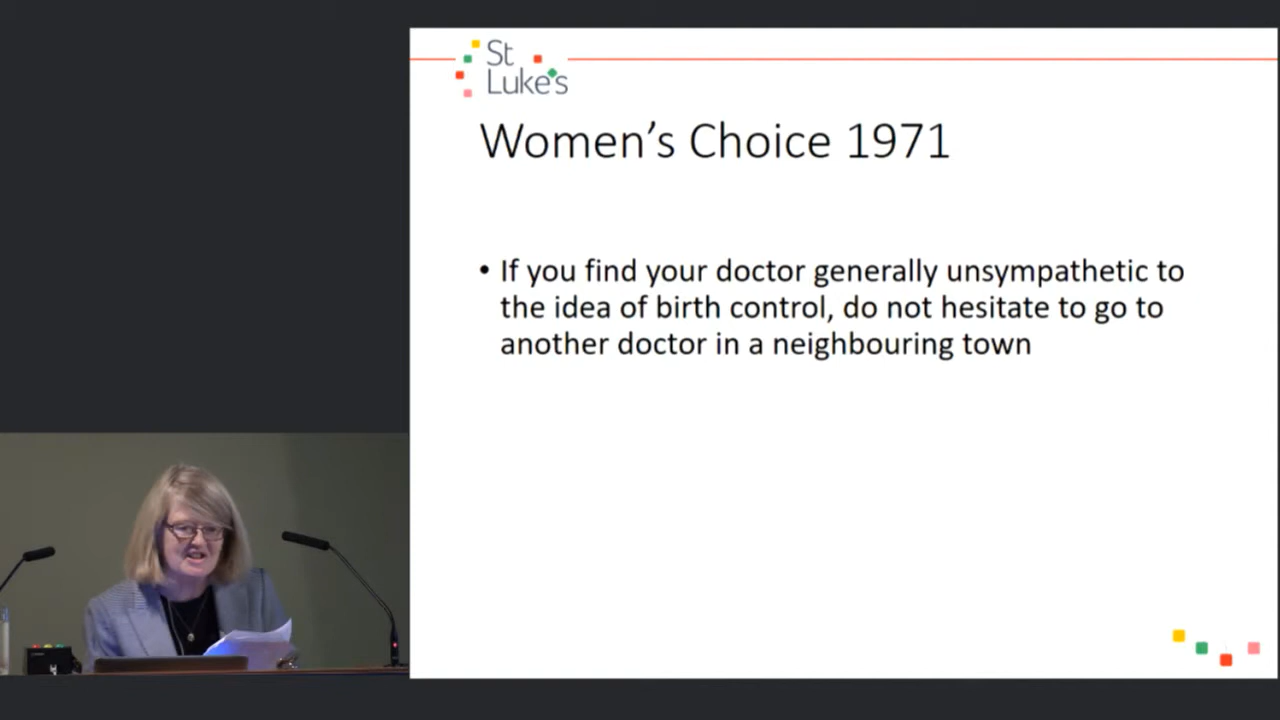 St
Luke's
Women’s Choice 1971
• If you find your doctor generally unsympathetic to
the idea of birth control, do not hesitate to go to
another doctor in a neighbouring town